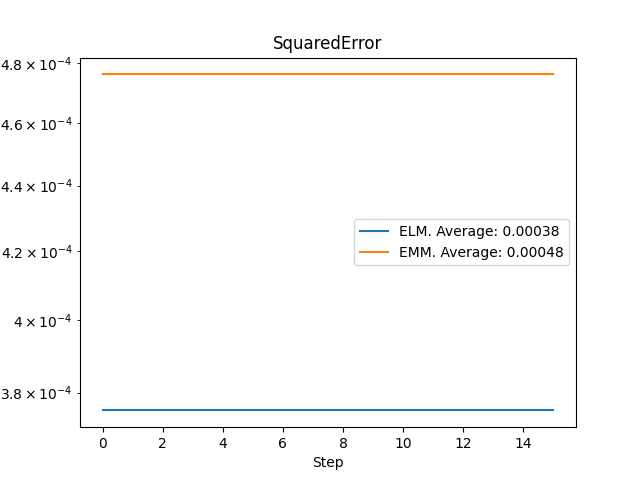 SquaredError
4.8 × 10⁻⁴
4.6 × 10⁻⁴
4.4 × 10⁻⁴
4.2 × 10⁻⁴
4 × 10⁻⁴
3.8 × 10⁻⁴
ELM. Average: 0.00038
EMM. Average: 0.00048
0 2 4 6 8 10 12 14
Step